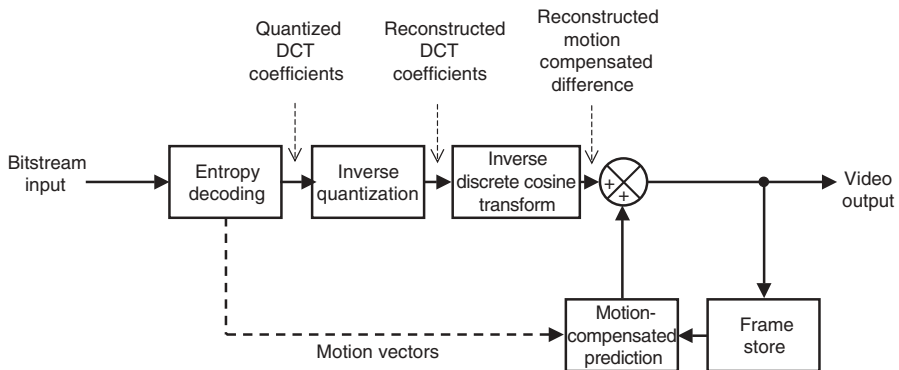 Quantized
DCT
coefficients
Reconstructed
DCT
coefficients
Reconstructed
motion
compensated
difference
Bitstream
input
Entropy
decoding
Inverse
quantization
Inverse
discrete cosine
transform
+
+
Video
output
Motion-
compensated
prediction
Frame
store
Motion vectors